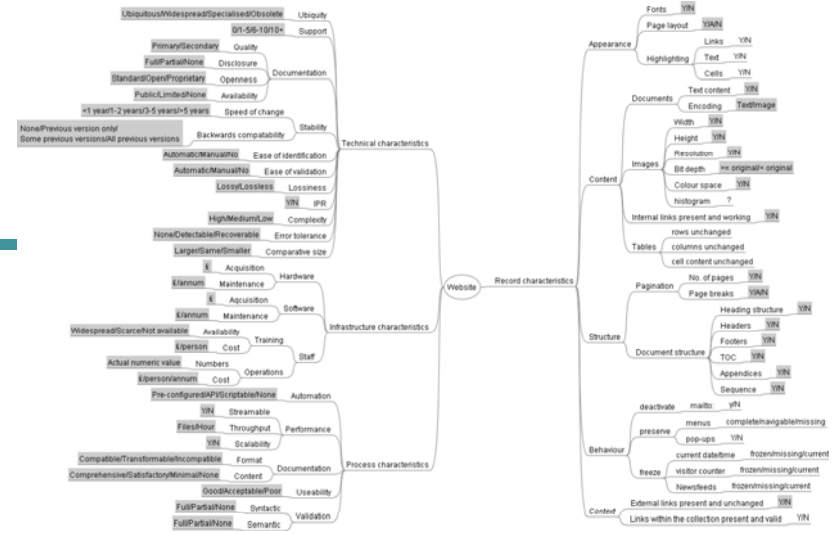 Website
Technical characteristics
Ubiquity Ubiquitous/Widespread/Specialised/Obsolete
Support 0/1-5/6-10/10+
Documentation
Quality Primary/Secondary
Disclosure Full/Partial/None
Openness Standard/Open/Proprietary
Availability Public/Limited/None
Stability
Speed of change <1 year/1-2 years/3-5 years/>5 years
Backwards compatability None/Previous version only/
Some previous versions/All previous versions
Ease of identification Automatic/Manual/No
Ease of validation Automatic/Manual/No
Lossiness Lossy/Lossless
IPR Y/N
Complexity High/Medium/Low
Error tolerance None/Detectable/Recoverable
Comparative size Larger/Same/Smaller
Infrastructure characteristics
Hardware
Acquisition £
Maintenance £/annum
Software
Aqcuisition £
Maintenance £/annum
Staff
Training
Availability Widespread/Scarce/Not available
Cost £/person
Operations
Numbers Actual numeric value
Cost £/person/annum
Process characteristics
Automation Pre-configured/API/Scriptable/None
Performance
Streamable Y/N
Throughput Files/Hour
Scalability Y/N
Documentation
Format Compatible/Transformable/Incompatible
Content Comprehensive/Satisfactory/Minimal/None
Useability Good/Acceptable/Poor
Validation
Syntactic Full/Partial/None
Semantic Full/Partial/None
Record characteristics
Appearance
Fonts Y/N
Page layout Y/A/N
Highlighting
Links Y/N
Text Y/N
Cells Y/N
Content
Documents
Text content Y/N
Encoding Text/Image
Images
Width Y/N
Height Y/N
Resolution Y/N
Bit depth >= original/< original
Colour space Y/N
histogram ?
Internal links present and working Y/N
Tables
rows unchanged
columns unchanged
cell content unchanged
Structure
Pagination
No. of pages Y/N
Page breaks Y/A/N
Document structure
Heading structure Y/N
Headers Y/N
Footers Y/N
TOC Y/N
Appendices Y/N
Sequence Y/N
Behaviour
deactivate mailto: y/N
preserve
menus complete/navigable/missing
pop-ups Y/N
freeze
current date/time frozen/missing/current
visitor counter frozen/missing/current
Newsfeeds frozen/missing/current
Context
External links present and unchanged Y/N
Links within the collection present and valid Y/N